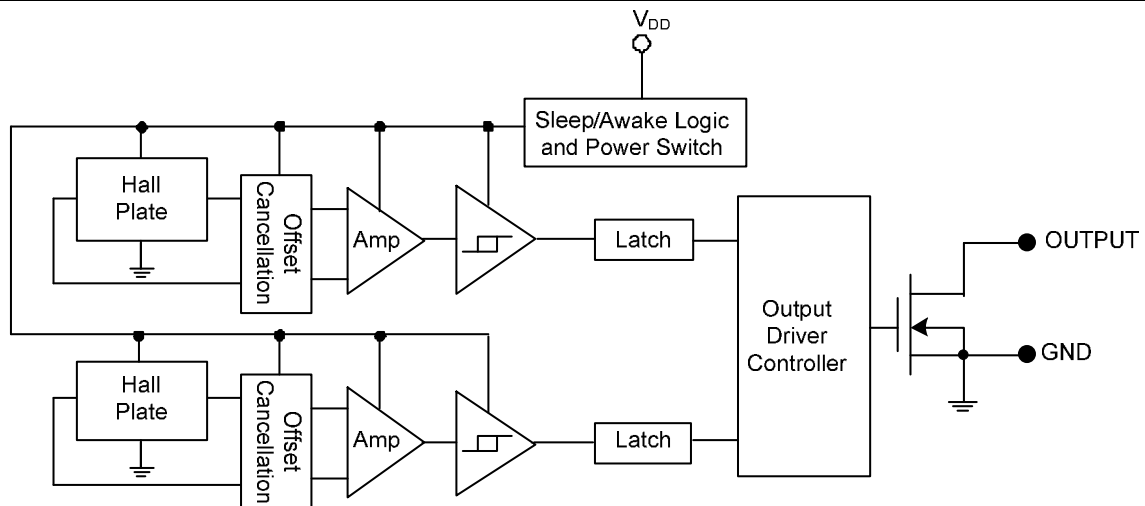 VDD
Sleep/Awake Logic
and Power Switch
Hall
Plate
Offset
Cancellation
Amp
Latch
OUTPUT
Output
Driver
Controller
GND
Hall
Plate
Offset
Cancellation
Amp
Latch